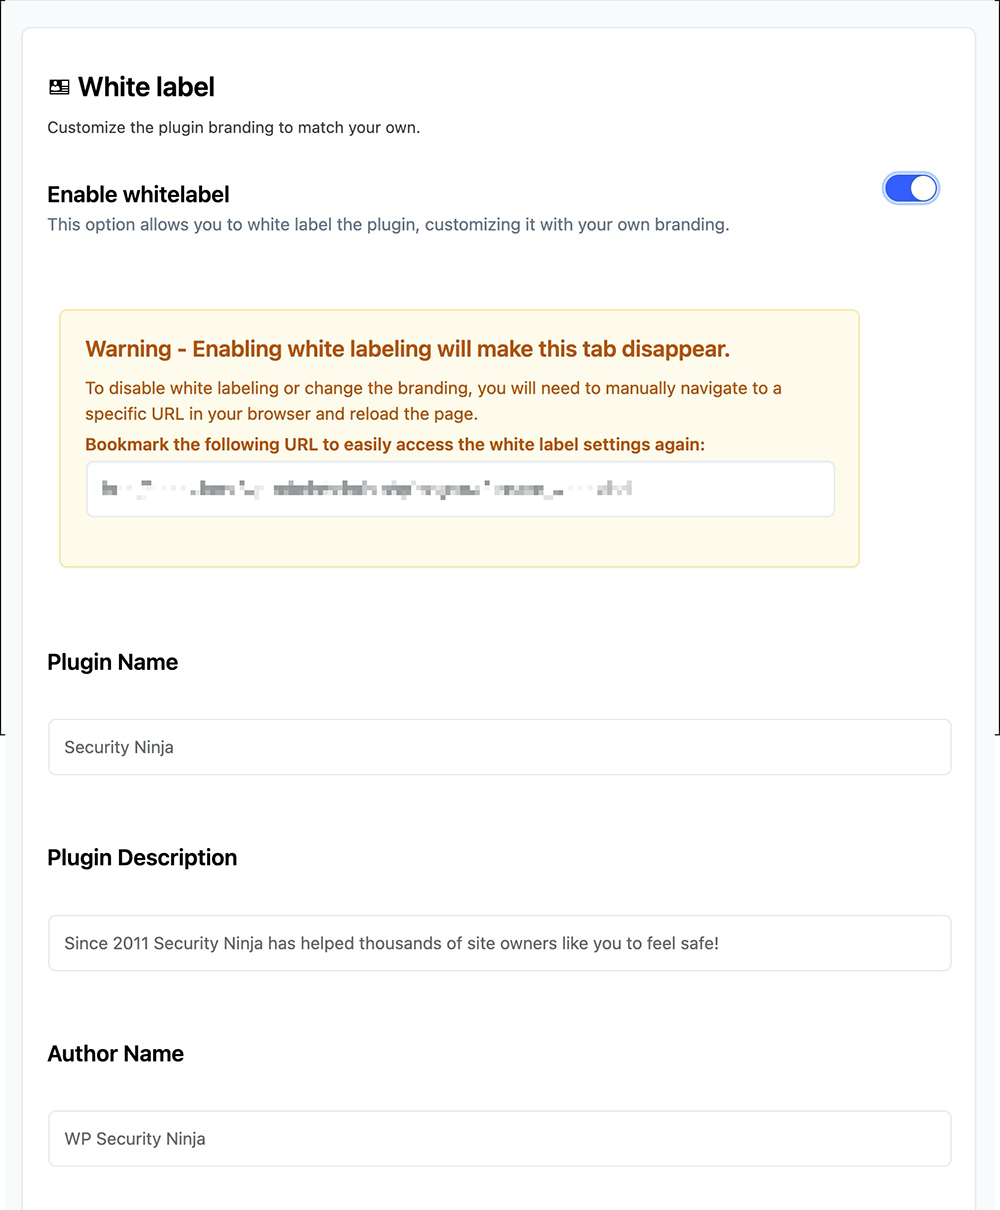 White label
Customize the plugin branding to match your own.
Enable whitelabel
This option allows you to white label the plugin, customizing it with your own branding.
Warning - Enabling white labeling will make this tab disappear.
To disable white labeling or change the branding, you will need to manually navigate to a
specific URL in your browser and reload the page.
Bookmark the following URL to easily access the white label settings again:
Plugin Name
Security Ninja
Plugin Description
Since 2011 Security Ninja has helped thousands of site owners like you to feel safe!
Author Name
WP Security Ninja